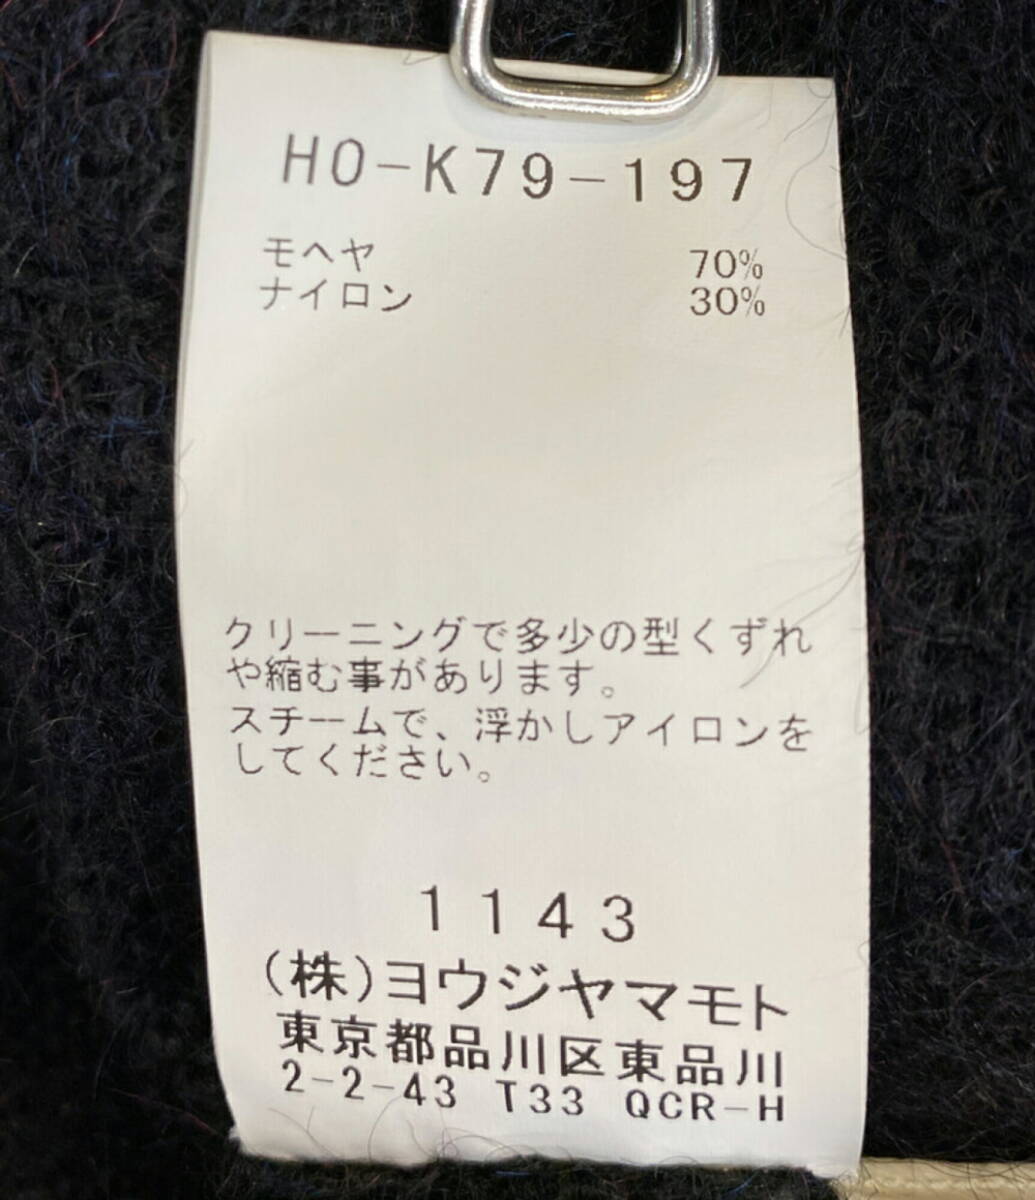 HO-K79-197
モヘヤ 70%
ナイロン 30%
クリーニングで多少の型くずれ
や縮む事があります。
スチームで、浮かしアイロンを
してください。
1143
(株)ヨウジヤマモト
東京都品川区東品川
2-2-43 T33 QCR-H